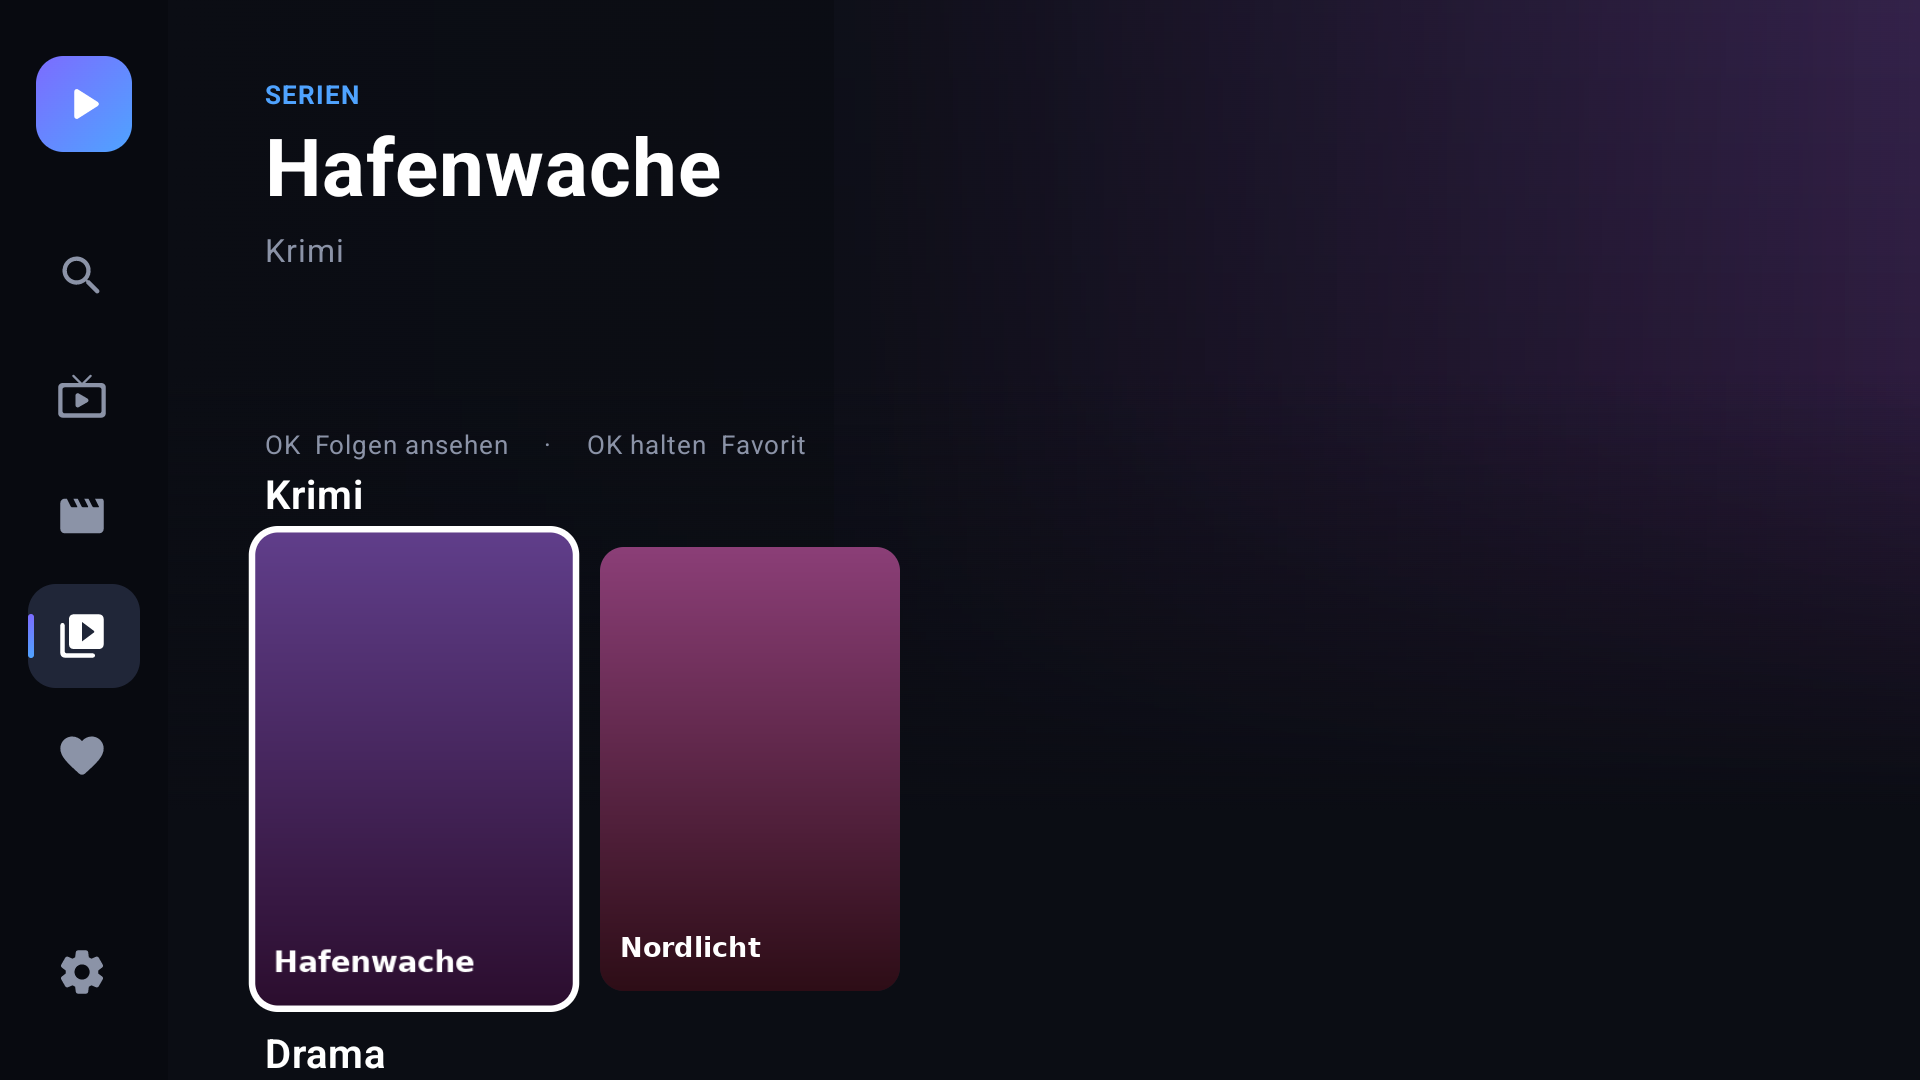 SERIEN
Hafenwache
Krimi
OK Folgen ansehen · OK halten Favorit
Krimi
Hafenwache
Nordlicht
Drama